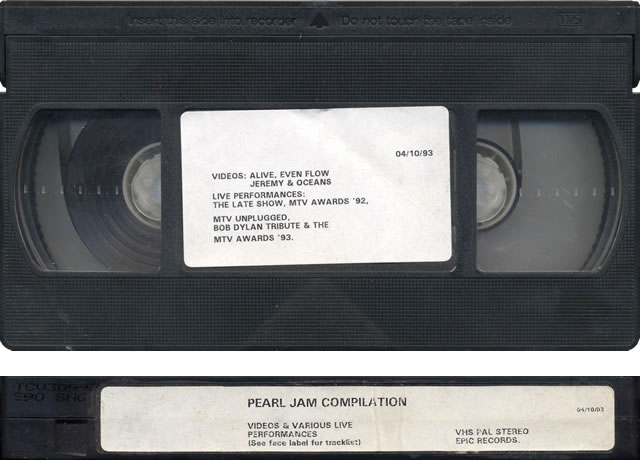 Insert this side into recorder
Do not touch the tape inside
VHS
04/10/93
VIDEOS: ALIVE, EVEN FLOW
JEREMY & OCEANS
LIVE PERFORMANCES:
THE LATE SHOW, MTV AWARDS '92,
MTV UNPLUGGED,
BOB DYLAN TRIBUTE & THE
MTV AWARDS '93.
PEARL JAM COMPILATION
04/10/93
VIDEOS & VARIOUS LIVE
PERFORMANCES
(See face label for tracklist)
VHS PAL STEREO
EPIC RECORDS.